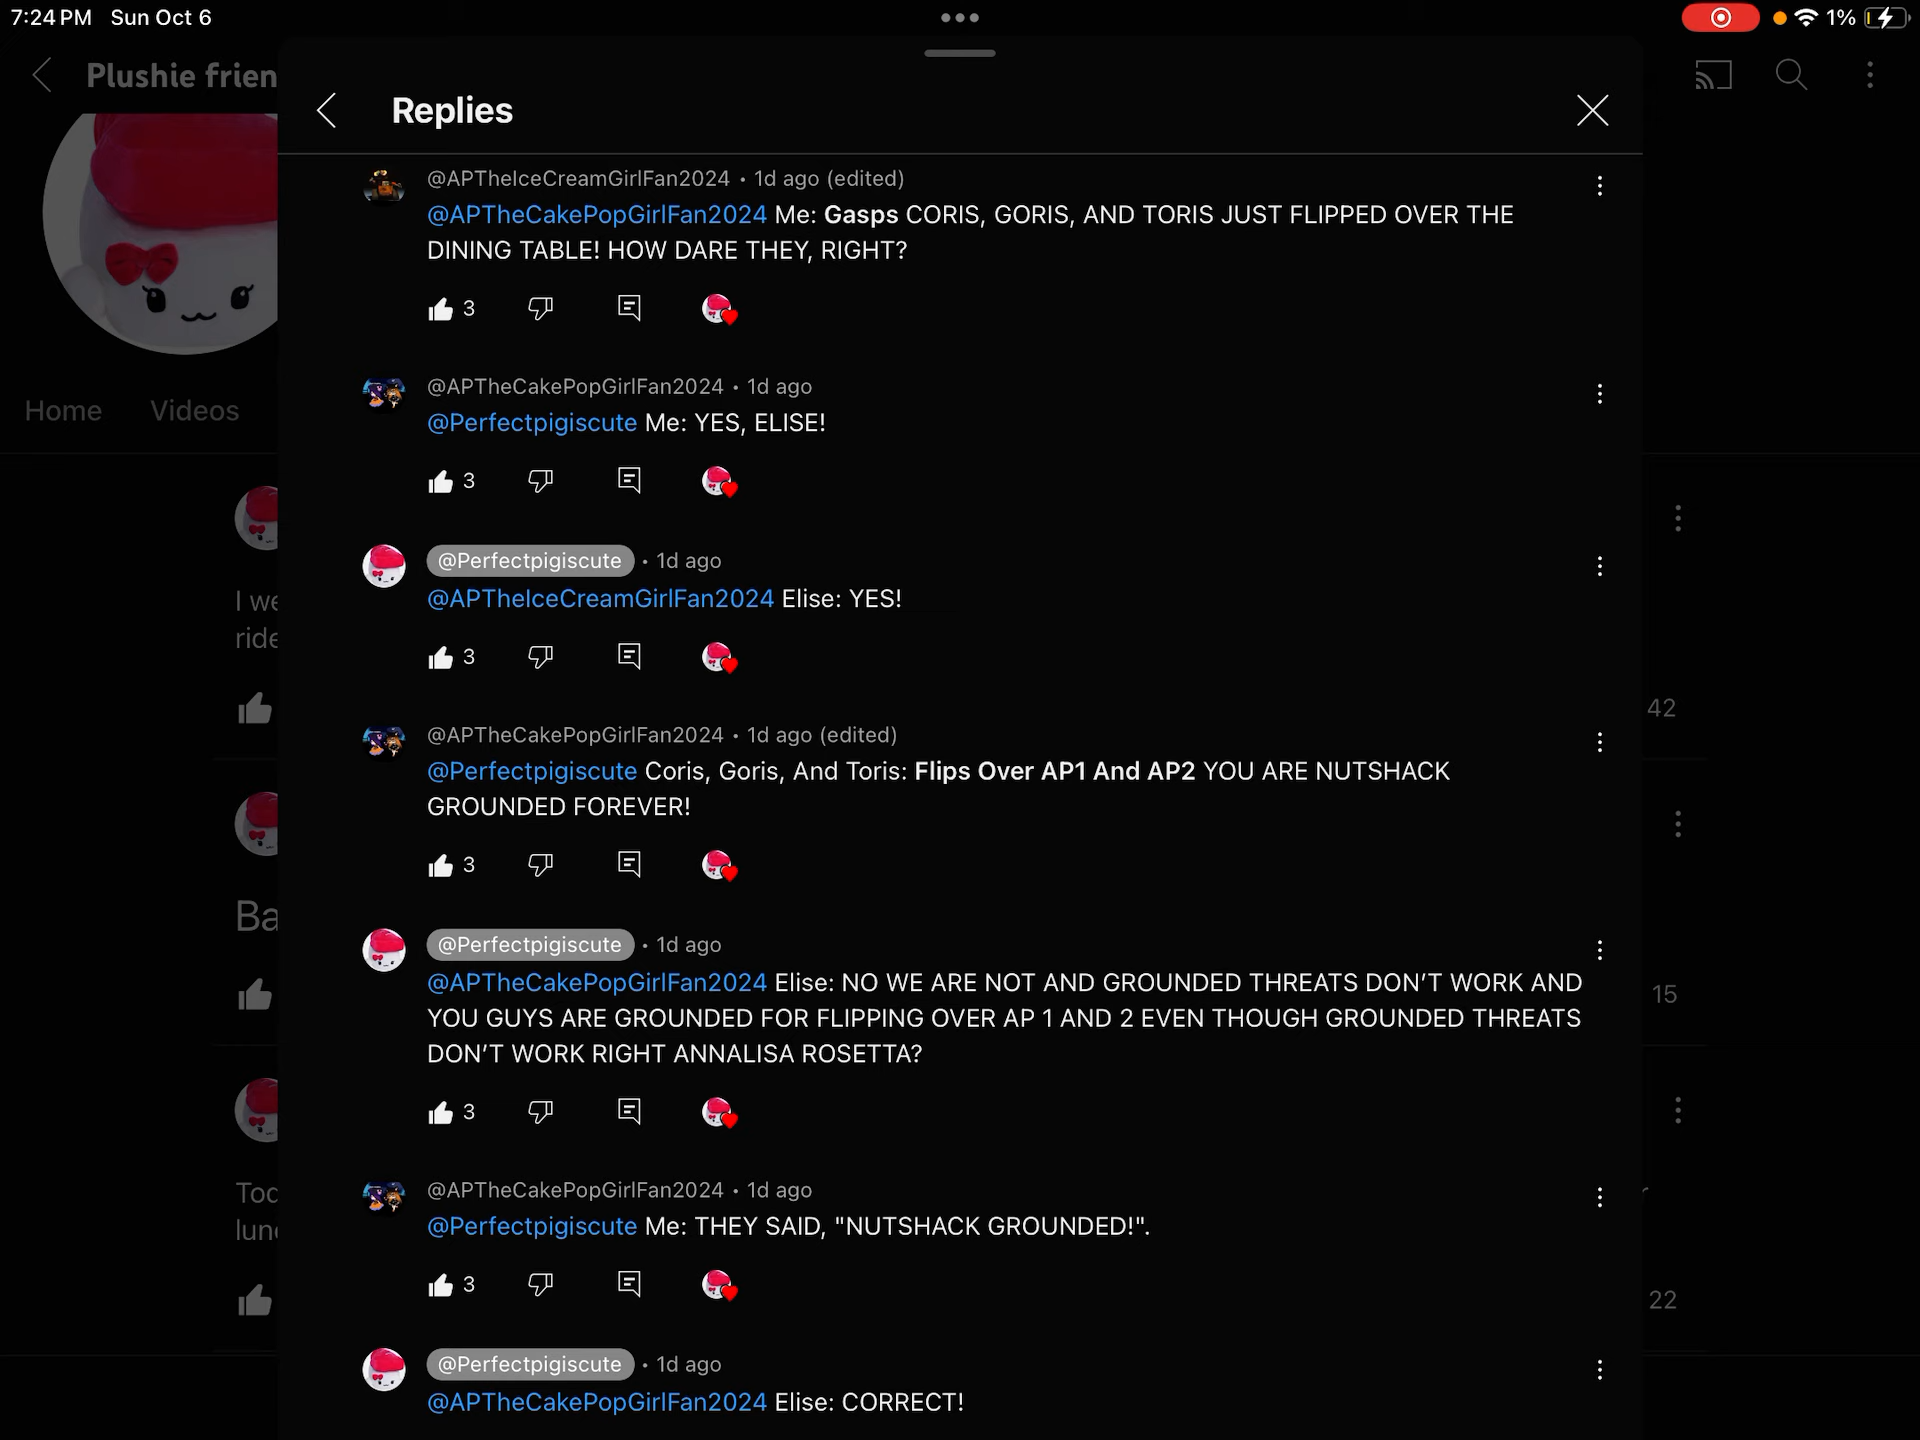 7:24 PM Sun Oct 6
1%
Plushie frien
Replies
Home Videos
@APTheIceCreamGirlFan2024 • 1d ago (edited)
@APTheCakePopGirlFan2024 Me: Gasps CORIS, GORIS, AND TORIS JUST FLIPPED OVER THE
DINING TABLE! HOW DARE THEY, RIGHT?
3
@APTheCakePopGirlFan2024 • 1d ago
@Perfectpigiscute Me: YES, ELISE!
3
@Perfectpigiscute • 1d ago
@APTheIceCreamGirlFan2024 Elise: YES!
3
@APTheCakePopGirlFan2024 • 1d ago (edited)
@Perfectpigiscute Coris, Goris, And Toris: Flips Over AP1 And AP2 YOU ARE NUTSHACK
GROUNDED FOREVER!
3
@Perfectpigiscute • 1d ago
@APTheCakePopGirlFan2024 Elise: NO WE ARE NOT AND GROUNDED THREATS DON’T WORK AND
YOU GUYS ARE GROUNDED FOR FLIPPING OVER AP 1 AND 2 EVEN THOUGH GROUNDED THREATS
DON’T WORK RIGHT ANNALISA ROSETTA?
3
@APTheCakePopGirlFan2024 • 1d ago
@Perfectpigiscute Me: THEY SAID, "NUTSHACK GROUNDED!".
3
@Perfectpigiscute • 1d ago
@APTheCakePopGirlFan2024 Elise: CORRECT!
I we
ride
42
Ba
15
Tod
lunc
22